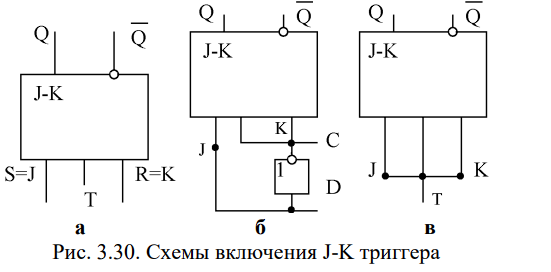 Q Q Q Q Q Q
J-K J-K J-K
K
C
J
S=J R=K 1 J K
T D T
а б в
Рис. 3.30. Схемы включения J-K триггера